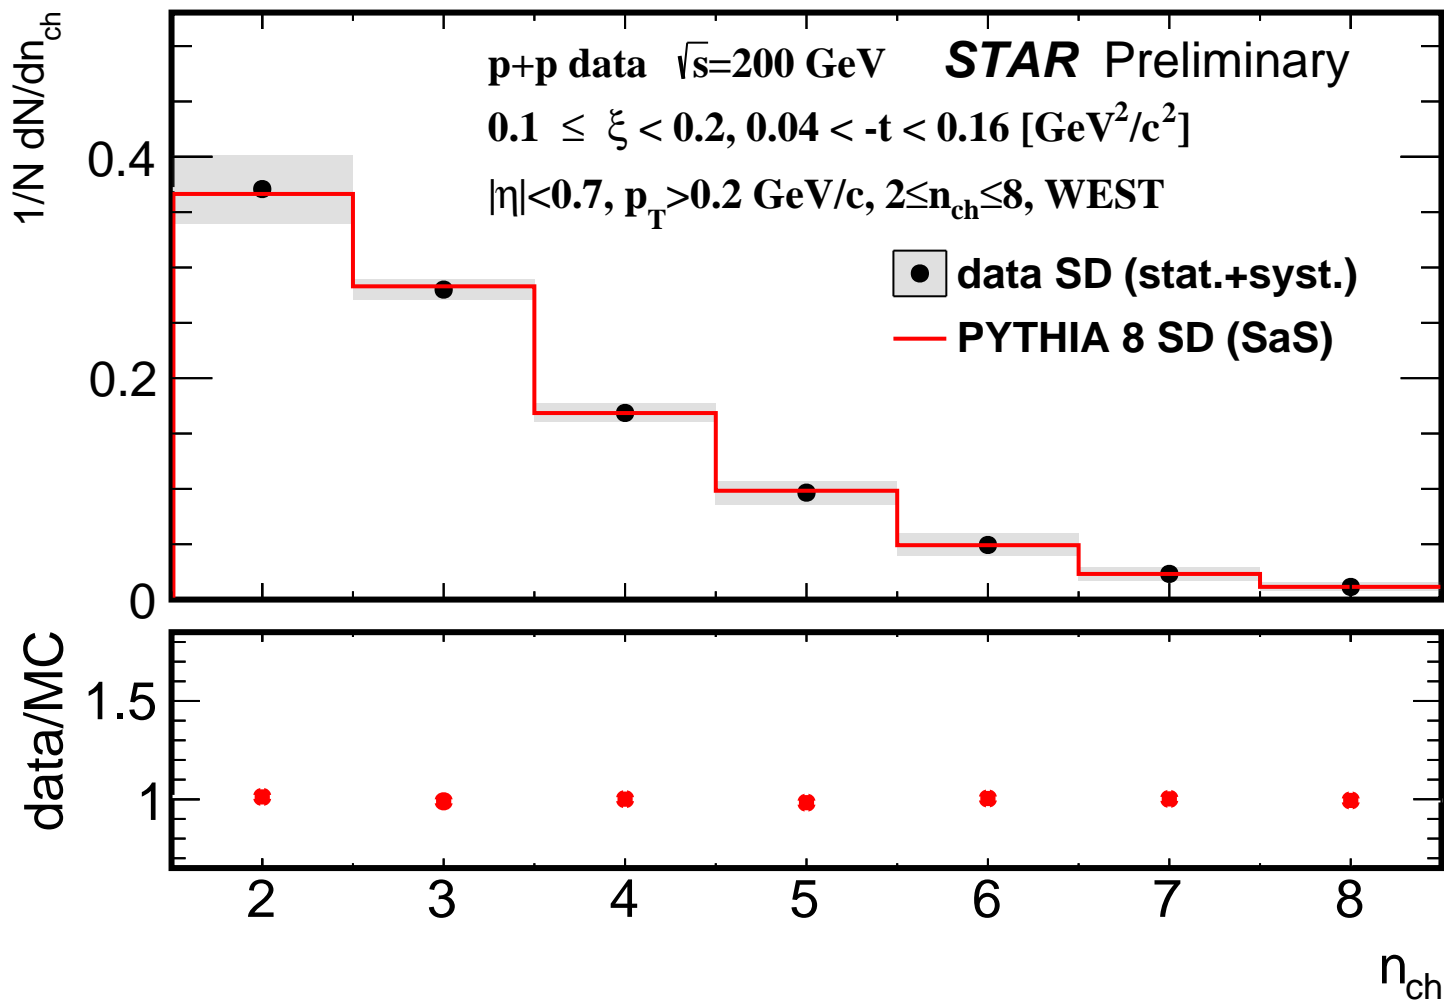 1/N dN/dn_ch
p+p data √s=200 GeV STAR Preliminary
0.1 ≤ ξ < 0.2, 0.04 < -t < 0.16 [GeV²/c²]
|η|<0.7, p_T>0.2 GeV/c, 2≤n_ch≤8, WEST
data SD (stat.+syst.)
PYTHIA 8 SD (SaS)
0.4
0.2
0
data/MC
1.5
1
2 3 4 5 6 7 8
n_ch